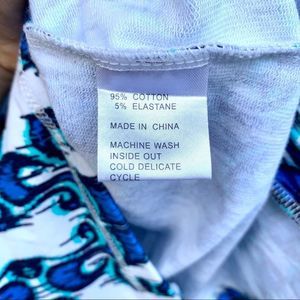 95% COTTON
5% ELASTANE
MADE IN CHINA
MACHINE WASH
INSIDE OUT
COLD DELICATE
CYCLE